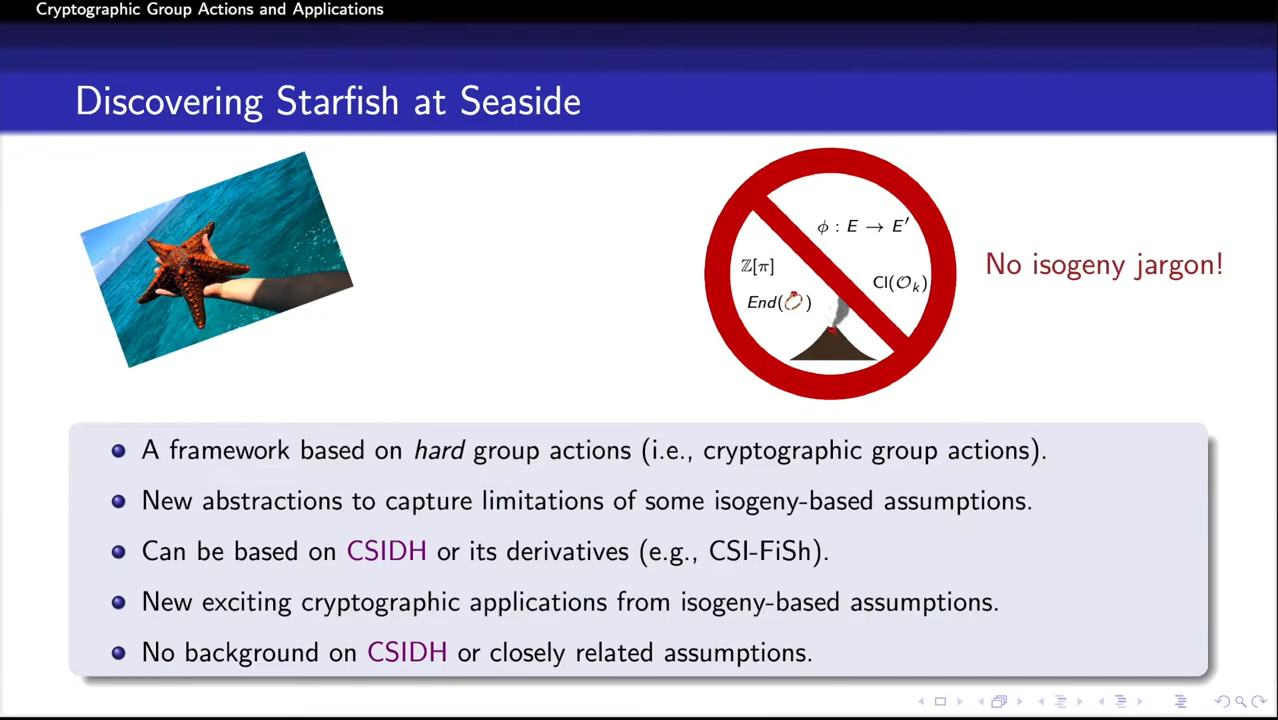 Cryptographic Group Actions and Applications
Discovering Starfish at Seaside
ϕ : E → E′
ℤ[π]
Cl(𝒪ₖ)
End( )
No isogeny jargon!
A framework based on hard group actions (i.e., cryptographic group actions).
New abstractions to capture limitations of some isogeny-based assumptions.
Can be based on CSIDH or its derivatives (e.g., CSI-FiSh).
New exciting cryptographic applications from isogeny-based assumptions.
No background on CSIDH or closely related assumptions.